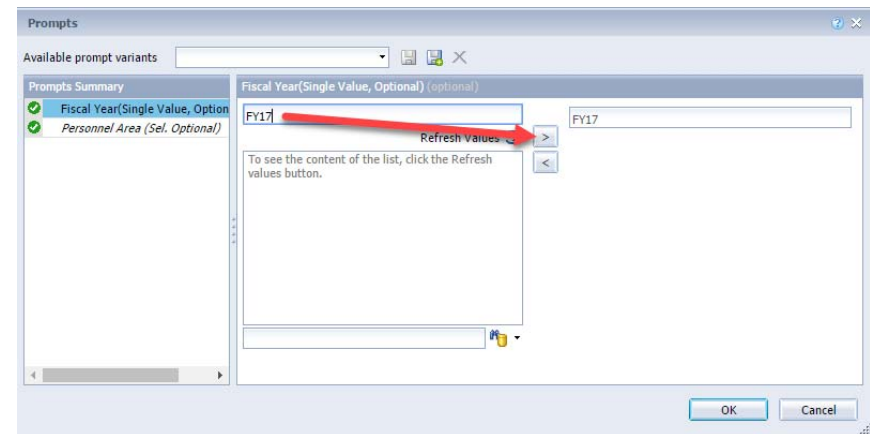 Prompts
Available prompt variants
Prompts Summary
Fiscal Year(Single Value, Option
Personnel Area (Sel. Optional)
Fiscal Year(Single Value, Optional) (optional)
FY17
Refresh Values
To see the content of the list, click the Refresh
values button.
>
<
FY17
OK
Cancel